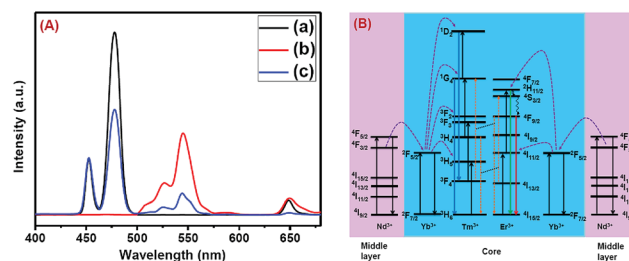 (A)
(a)
(b)
(c)
Intensity (a.u.)
400 450 500 550 600 650
wavelength (nm)
(B)
¹D₂
¹G₄
³F₂
³F₃
³H₄
³H₅
³F₄
³H₆
⁴F₇/₂
²H₁₁/₂
⁴S₃/₂
⁴F₉/₂
⁴I₉/₂
⁴I₁₁/₂
⁴I₁₃/₂
⁴I₁₅/₂
⁴F₅/₂
⁴F₃/₂
⁴I₁₅/₂
⁴I₁₃/₂
⁴I₁₁/₂
⁴I₉/₂
²F₅/₂
²F₇/₂
²F₅/₂
²F₇/₂
Nd³⁺ Yb³⁺ Tm³⁺ Er³⁺ Yb³⁺ Nd³⁺
Middle layer
Core
Middle layer